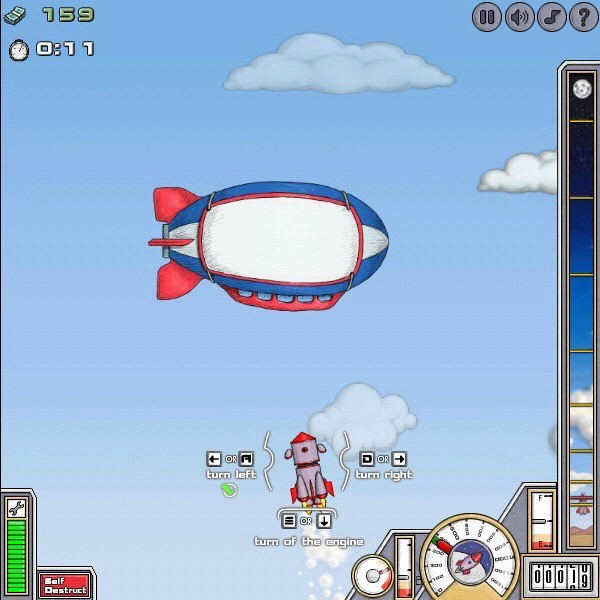 159
0:11
?
← OR A
turn left
D OR →
turn right
S OR ↓
turn of the engine
Self
Destruct
F
E